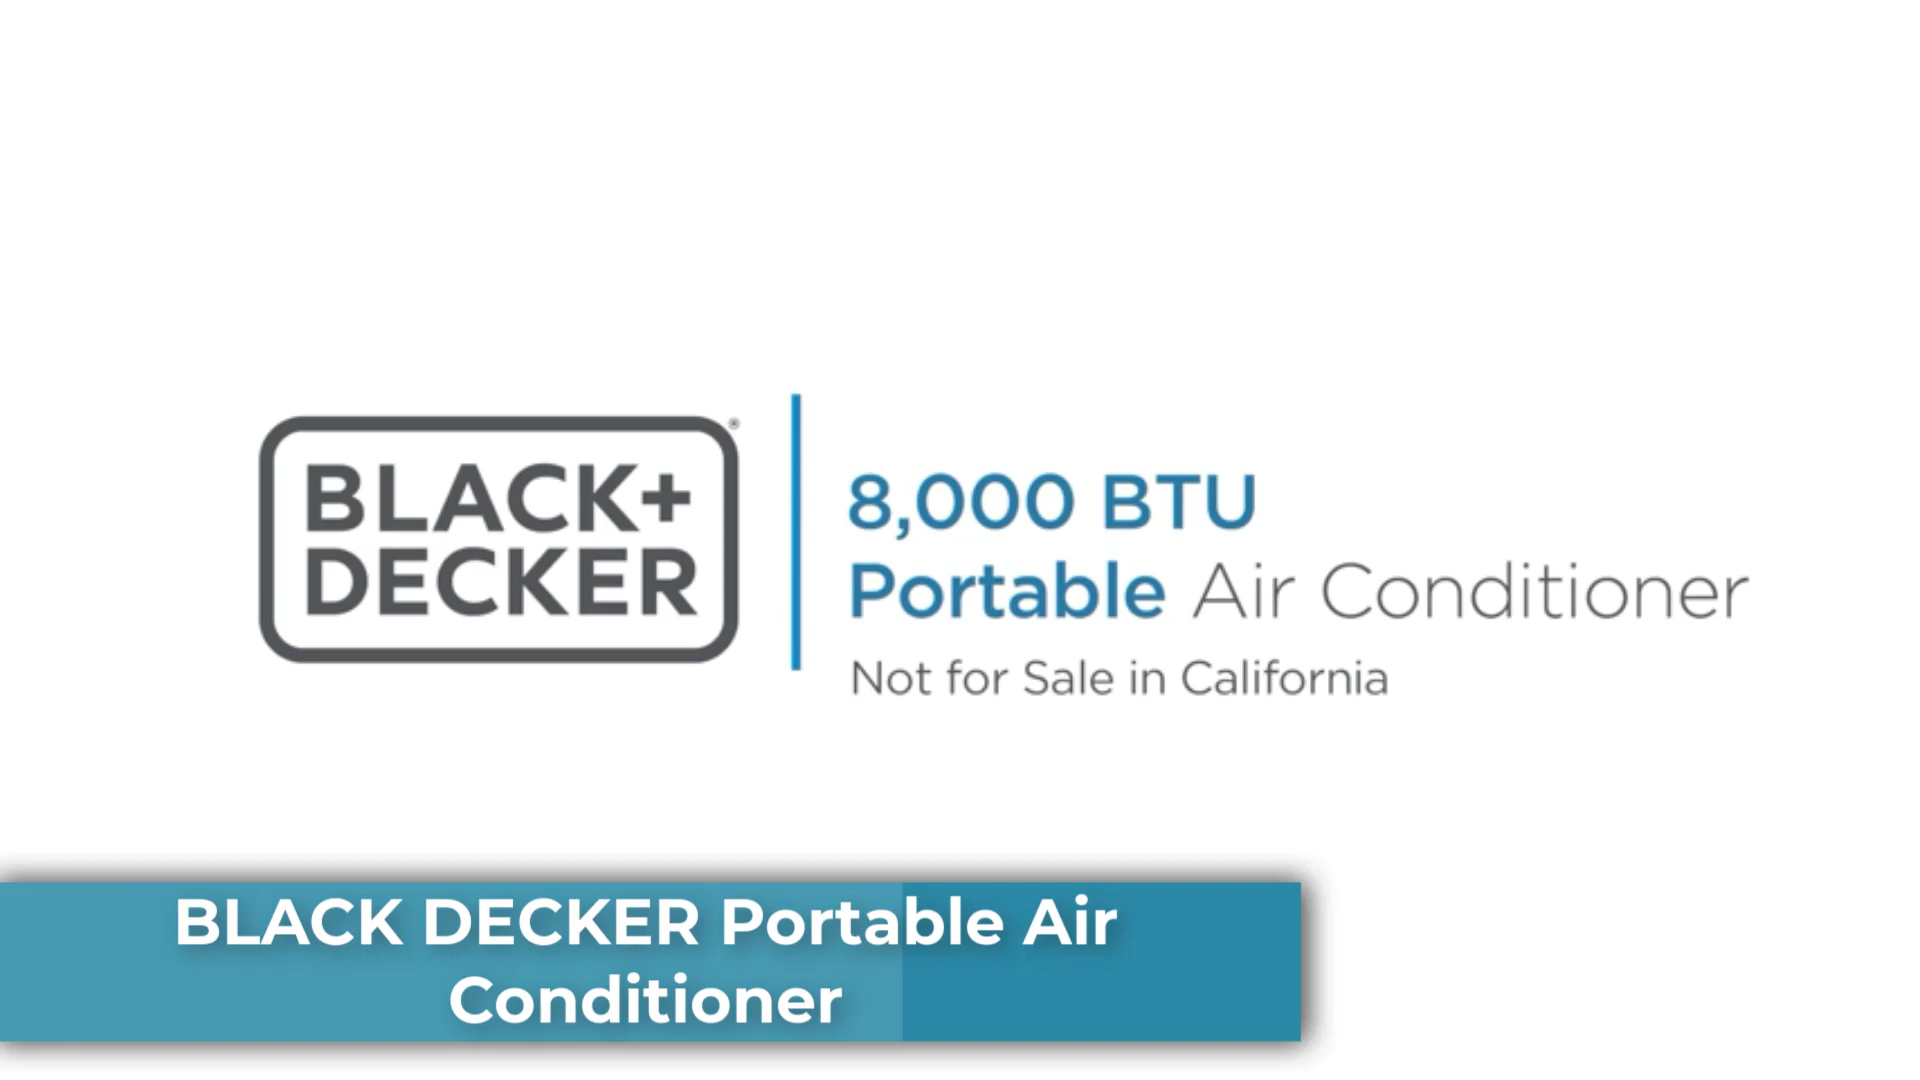 BLACK+
DECKER®
8,000 BTU
Portable Air Conditioner
Not for Sale in California
BLACK DECKER Portable Air
Conditioner